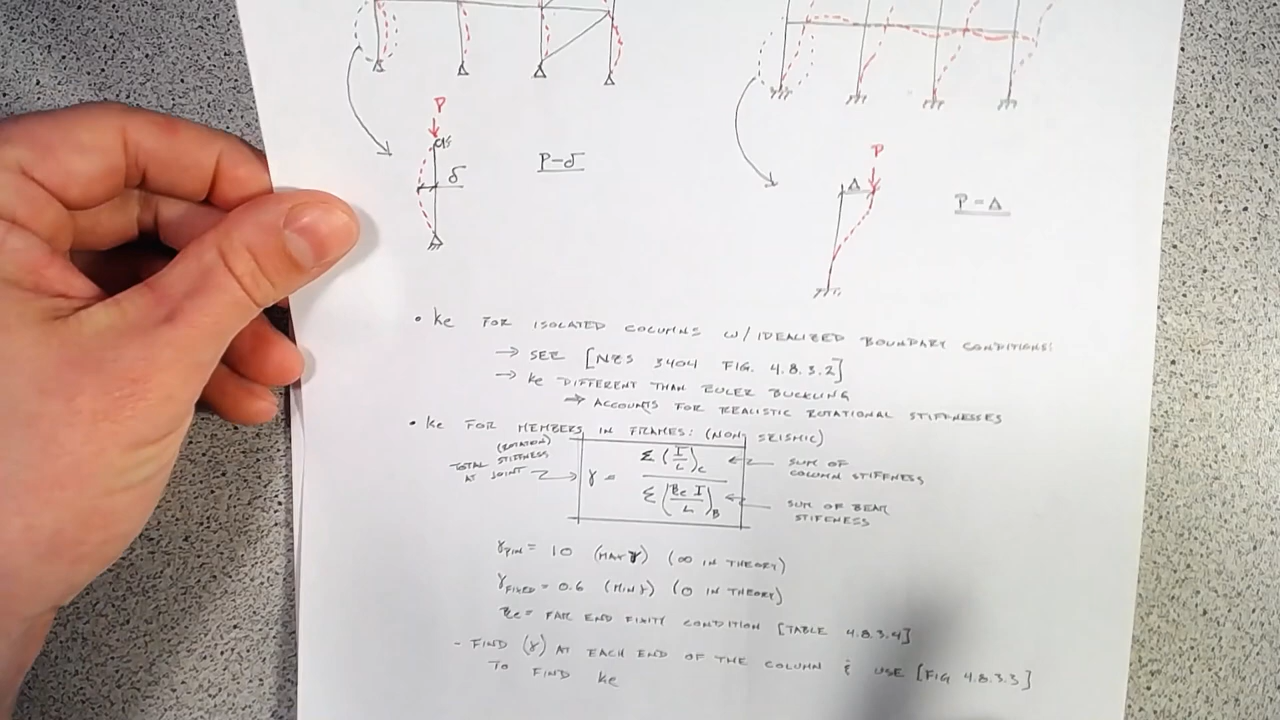 P
δ
P-δ
P
Δ
P-Δ
• ke FOR ISOLATED COLUMNS W/IDEALIZED BOUNDARY CONDITIONS:
→ SEE [NZS 3404 FIG. 4.8.3.2]
→ ke DIFFERENT THAN EULER BUCKLING
⇒ ACCOUNTS FOR REALISTIC ROTATIONAL STIFFNESSES
• ke FOR MEMBERS IN FRAMES: (NON SEISMIC)
(ROTATION)
TOTAL STIFFNESS
AT JOINT
γ = Σ(I/L)c / Σ(βe I/L)B
SUM OF
COLUMN STIFFNESS
SUM OF BEAM
STIFFNESS
γPIN = 10 (MAX γ) (∞ IN THEORY)
γFIXED = 0.6 (MIN γ) (0 IN THEORY)
βe = FAR END FIXITY CONDITION [TABLE 4.8.3.4]
- FIND (γ) AT EACH END OF THE COLUMN & USE [FIG 4.8.3.3]
TO FIND ke